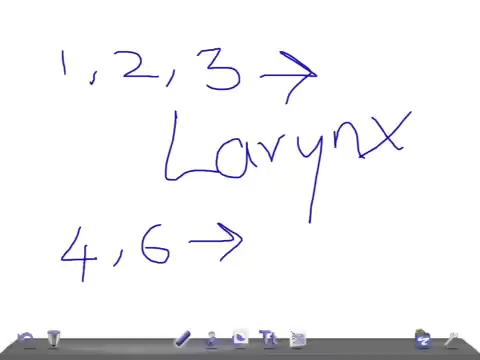 1, 2, 3 →
Larynx
4, 6 →